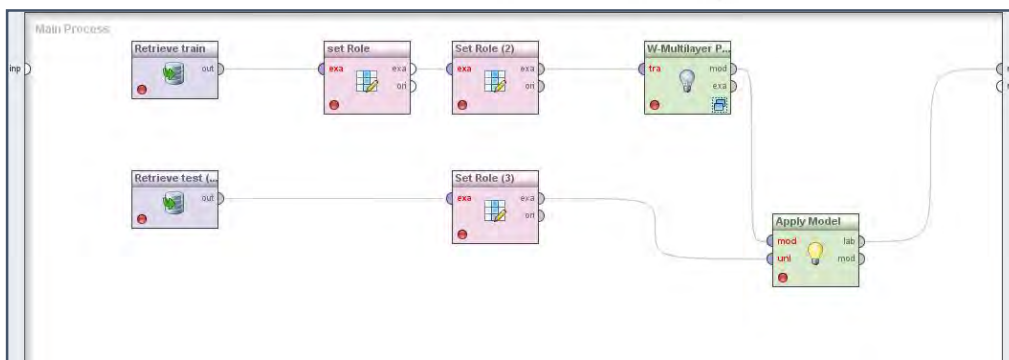 Main Process
Retrieve train
out
set Role
exa
exa
ori
Set Role (2)
exa
exa
ori
W-Multilayer P...
tra
mod
exa
inp
Retrieve test (...
out
Set Role (3)
exa
exa
ori
Apply Model
mod
uni
lab
mod